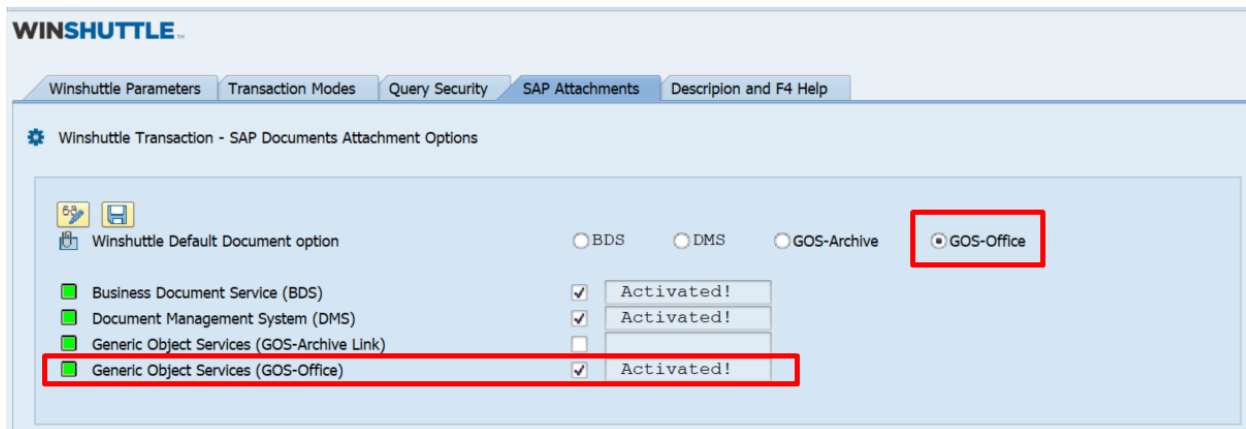 WINSHUTTLE™
Winshuttle Parameters Transaction Modes Query Security SAP Attachments Descripion and F4 Help
Winshuttle Transaction - SAP Documents Attachment Options
Winshuttle Default Document option BDS DMS GOS-Archive GOS-Office
Business Document Service (BDS) Activated!
Document Management System (DMS) Activated!
Generic Object Services (GOS-Archive Link)
Generic Object Services (GOS-Office) Activated!